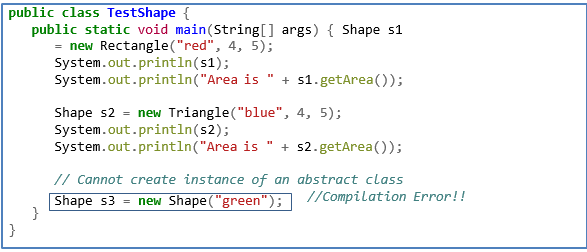 public class TestShape {
public static void main(String[] args) { Shape s1
= new Rectangle("red", 4, 5);
System.out.println(s1);
System.out.println("Area is " + s1.getArea());
Shape s2 = new Triangle("blue", 4, 5);
System.out.println(s2);
System.out.println("Area is " + s2.getArea());
// Cannot create instance of an abstract class
Shape s3 = new Shape("green"); //Compilation Error!!
}
}